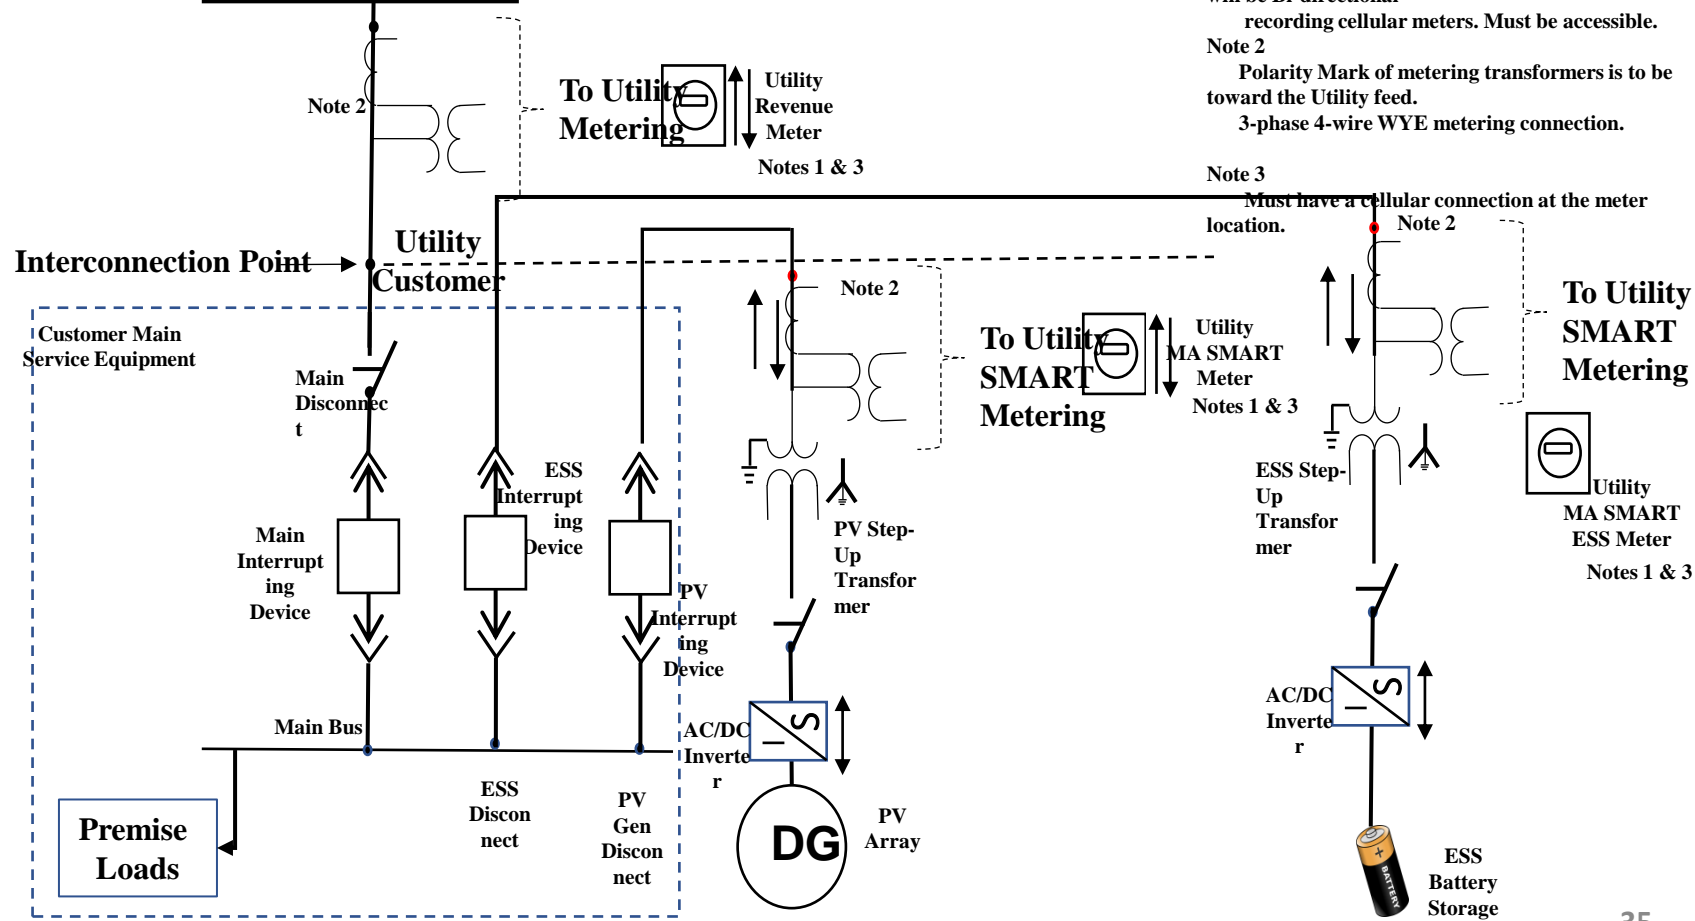 will be Bi-directional
recording cellular meters. Must be accessible.
Note 2
Polarity Mark of metering transformers is to be
toward the Utility feed.
3-phase 4-wire WYE metering connection.
Note 3
Must have a cellular connection at the meter
location.
Note 2
To Utility
Metering
Utility
Revenue
Meter
Notes 1 & 3
Interconnection Point
Utility
Customer
Note 2
Note 2
To Utility
SMART
Metering
Utility
MA SMART
Meter
Notes 1 & 3
To Utility
SMART
Metering
Utility
MA SMART
ESS Meter
Notes 1 & 3
Customer Main
Service Equipment
Main
Disconnec
t
Main
Interrupt
ing
Device
ESS
Interrupt
ing
Device
PV
Interrupt
ing
Device
PV Step-
Up
Transfor
mer
ESS Step-
Up
Transfor
mer
Main Bus
AC/DC
Inverte
r
AC/DC
Inverte
r
ESS
Discon
nect
PV
Gen
Discon
nect
Premise
Loads
DG
PV
Array
BATTERY
ESS
Battery
Storage
35